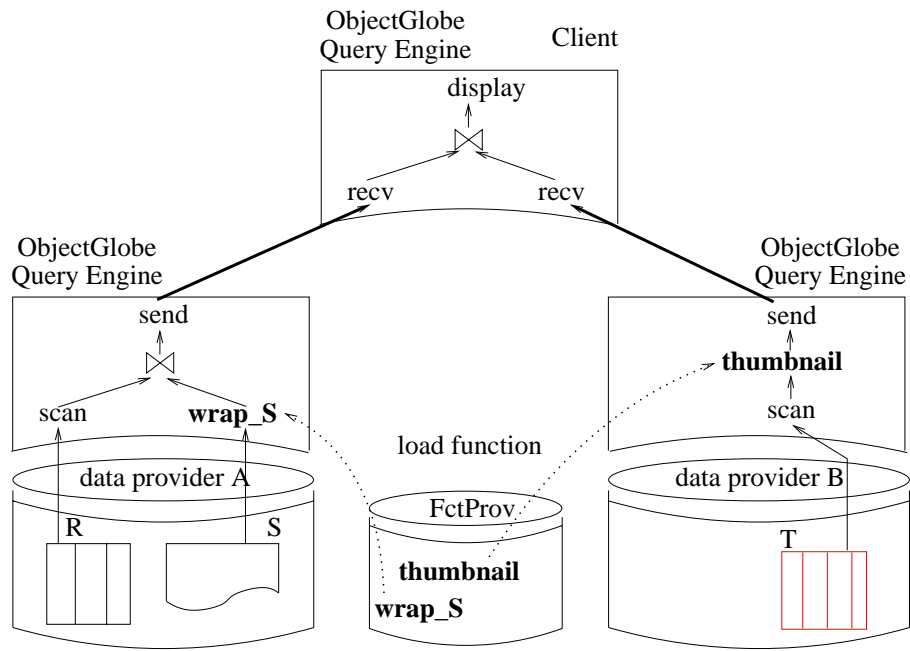 ObjectGlobe
Query Engine
Client
display
recv
recv
ObjectGlobe
Query Engine
ObjectGlobe
Query Engine
send
send
thumbnail
scan
wrap_S
scan
load function
data provider A
data provider B
FctProv
R
S
T
thumbnail
wrap_S